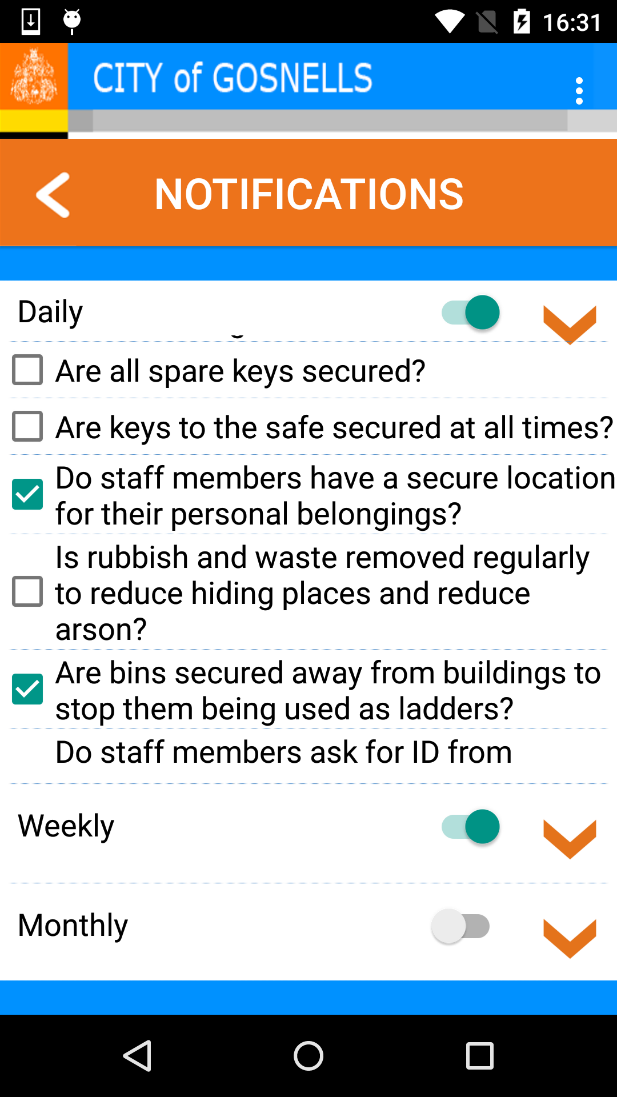 16:31
CITY of GOSNELLS
NOTIFICATIONS
Daily
Are all spare keys secured?
Are keys to the safe secured at all times?
Do staff members have a secure location
for their personal belongings?
Is rubbish and waste removed regularly
to reduce hiding places and reduce
arson?
Are bins secured away from buildings to
stop them being used as ladders?
Do staff members ask for ID from
Weekly
Monthly